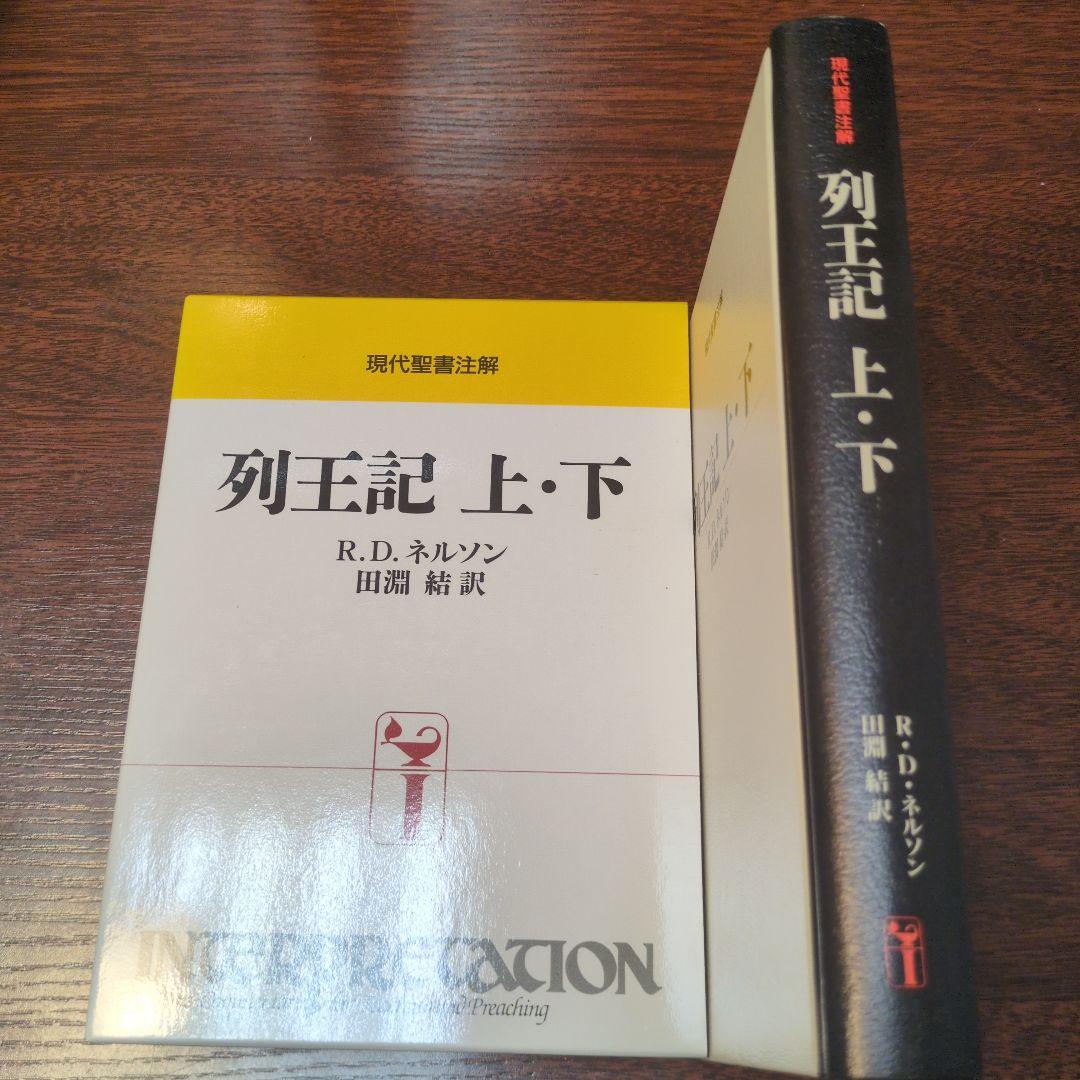 現代聖書注解
列王記 上・下
R.D.ネルソン
田淵 結 訳
INTERPRETATION
Preaching
現代聖書注解
列王記 上・下
R・D・ネルソン
田淵 結 訳